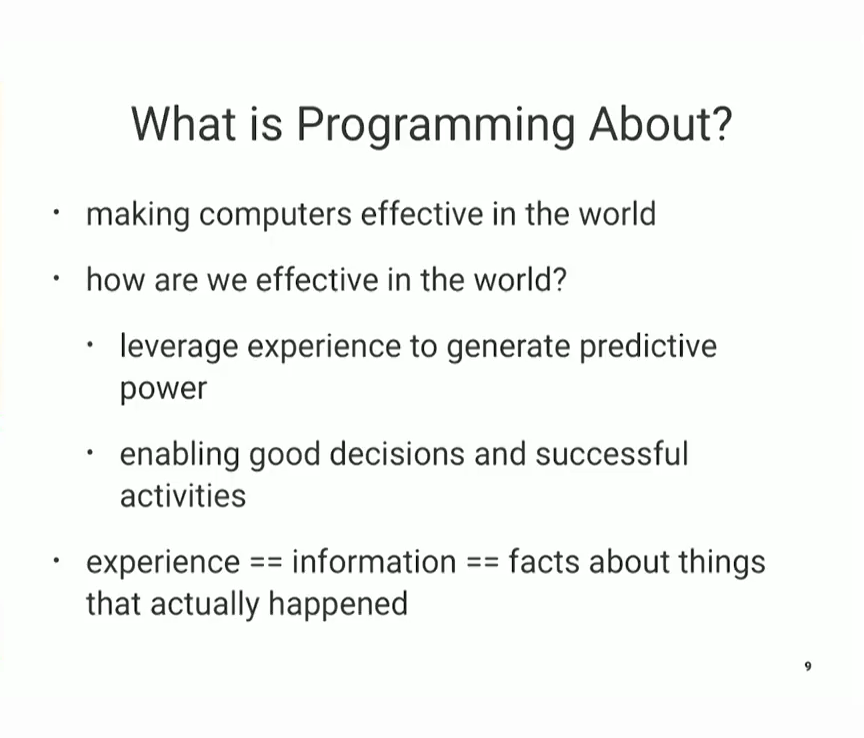 What is Programming About?
• making computers effective in the world
• how are we effective in the world?
• leverage experience to generate predictive
power
• enabling good decisions and successful
activities
• experience == information == facts about things
that actually happened
9